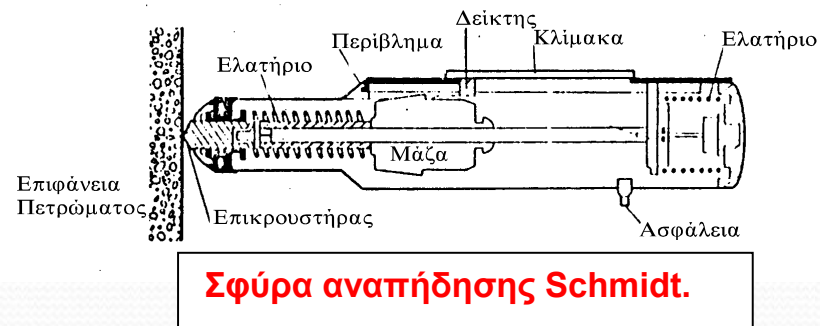 Δείκτης
Περίβλημα
Κλίμακα
Ελατήριο
Ελατήριο
Μάζα
Επιφάνεια
Πετρώματος
Επικρουστήρας
Ασφάλεια
Σφύρα αναπήδησης Schmidt.